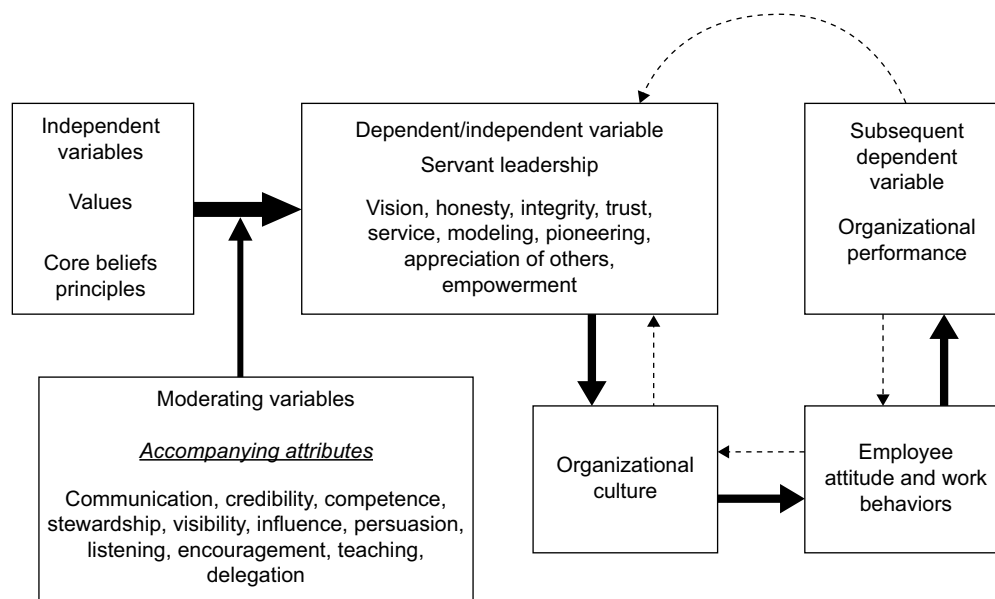 Independent
variables
Values
Core beliefs
principles
Dependent/independent variable
Servant leadership
Vision, honesty, integrity, trust,
service, modeling, pioneering,
appreciation of others,
empowerment
Subsequent
dependent
variable
Organizational
performance
Moderating variables
Accompanying attributes
Communication, credibility, competence,
stewardship, visibility, influence, persuasion,
listening, encouragement, teaching,
delegation
Organizational
culture
Employee
attitude and work
behaviors